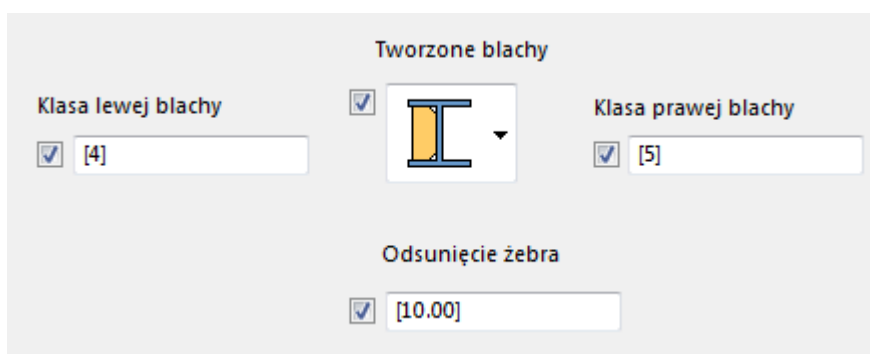 Tworzone blachy
Klasa lewej blachy
Klasa prawej blachy
[4]
[5]
Odsunięcie żebra
[10.00]